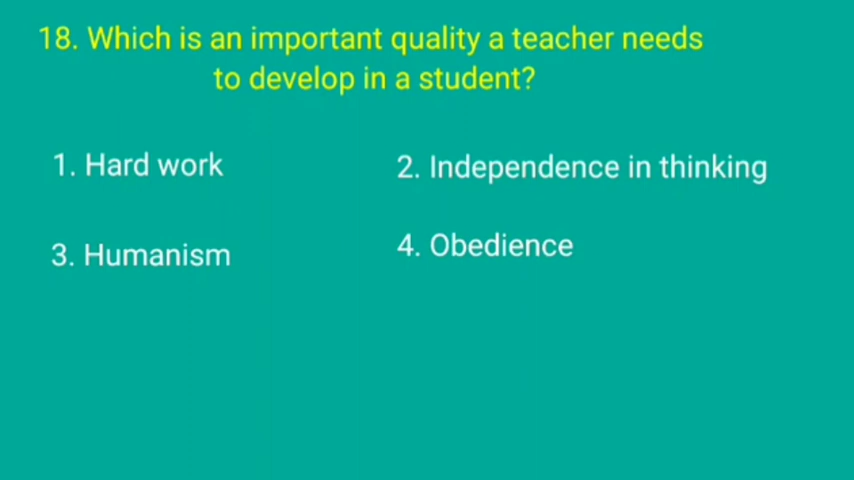 18. Which is an important quality a teacher needs
to develop in a student?
1. Hard work
2. Independence in thinking
3. Humanism
4. Obedience